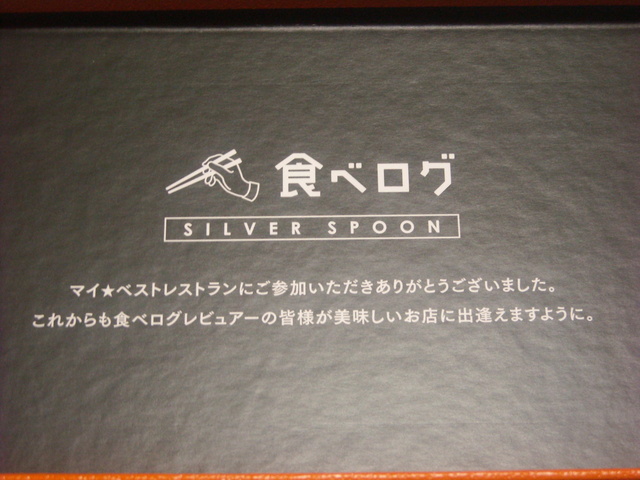 食べログ
SILVER SPOON
マイ★ベストレストランにご参加いただきありがとうございました。
これからも食べログレビュアーの皆様が美味しいお店に出逢えますように。